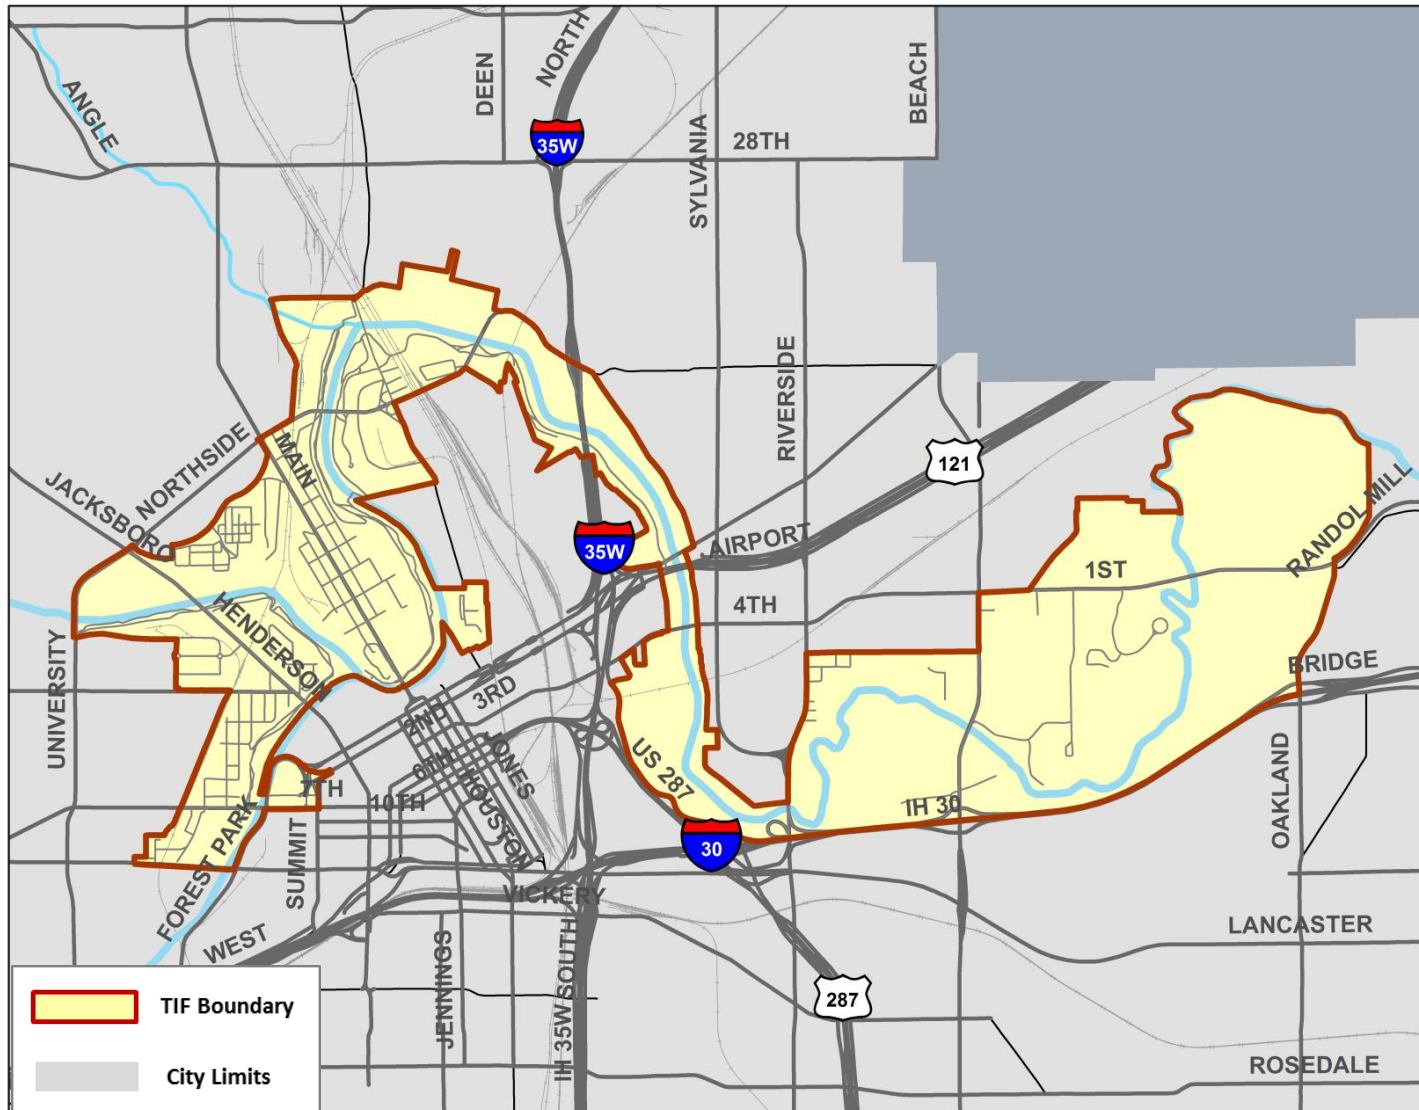 NORTH
DEEN
BEACH
ANGLE
35W
28TH
SYLVANIA
RIVERSIDE
NORTHSIDE
MAIN
JACKSBORO
121
RANDOL MILL
35W
AIRPORT
1ST
HENDERSON
4TH
UNIVERSITY
BRIDGE
3RD
2ND
JONES
6TH
US 287
7TH
10TH
HOUSTON
IH 30
OAKLAND
30
FOREST PARK
SUMMIT
VICKERY
WEST
LANCASTER
JENNINGS
IH 35W SOUTH
287
ROSEDALE
TIF Boundary
City Limits